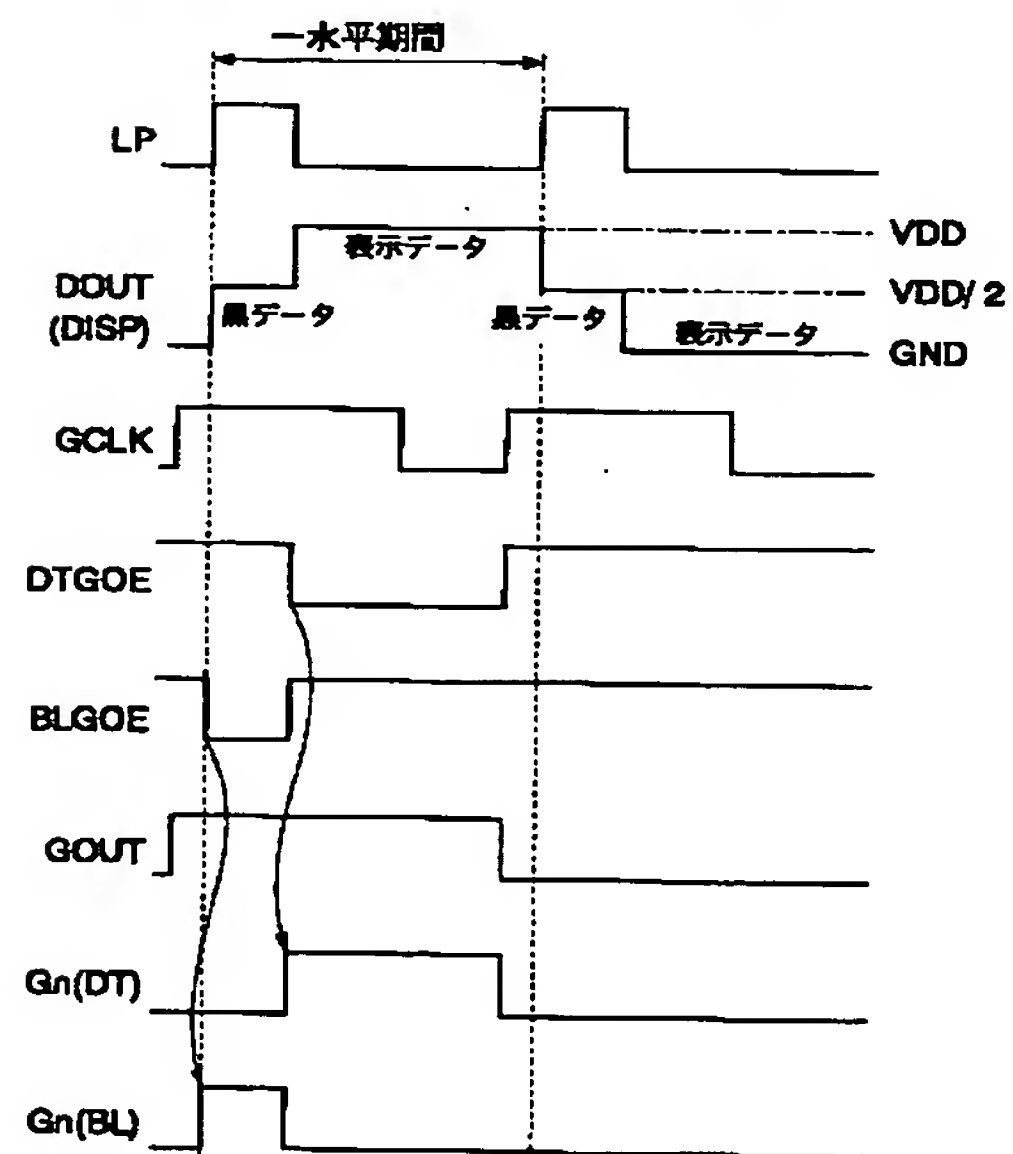 一水平期間
LP
VDD
表示データ
DOUT
(DISP)
黒データ
黒データ
VDD/2
表示データ
GND
GCLK
DTGOE
BLGOE
GOUT
Gn(DT)
Gn(BL)